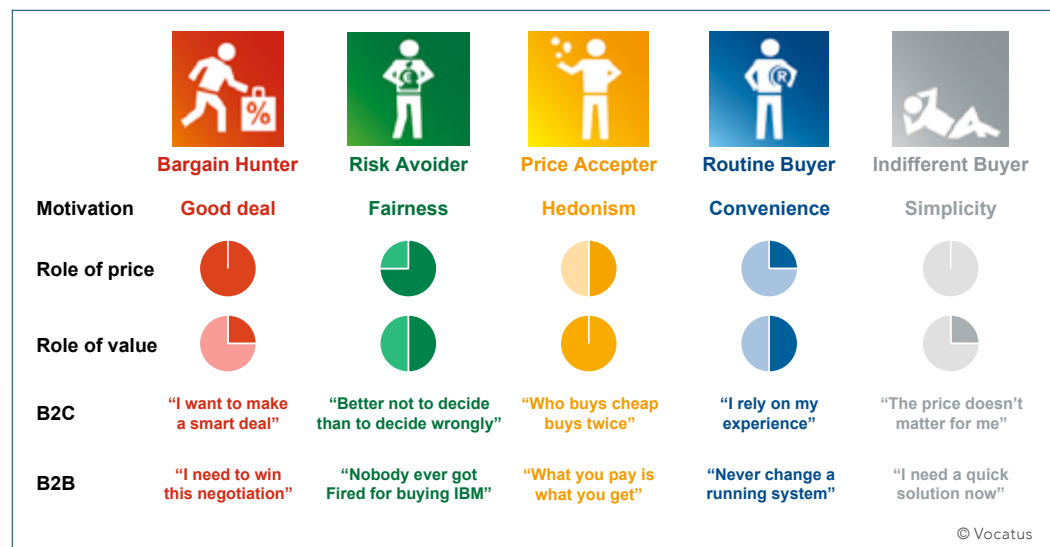 %
€
R
Bargain Hunter
Risk Avoider
Price Accepter
Routine Buyer
Indifferent Buyer
Motivation
Good deal
Fairness
Hedonism
Convenience
Simplicity
Role of price
Role of value
B2C
“I want to make
a smart deal”
“Better not to decide
than to decide wrongly”
“Who buys cheap
buys twice”
“I rely on my
experience”
“The price doesn’t
matter for me”
B2B
“I need to win
this negotiation”
“Nobody ever got
Fired for buying IBM”
“What you pay is
what you get”
“Never change a
running system”
“I need a quick
solution now”
© Vocatus